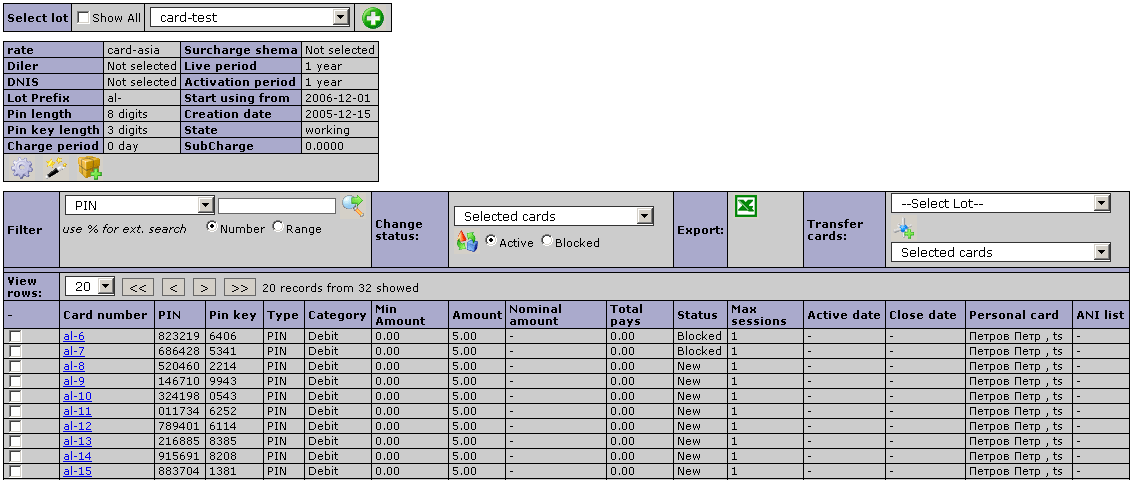 Select lot Show All card-test
rate card-asia Surcharge shema Not selected
Diler Not selected Live period 1 year
DNIS Not selected Activation period 1 year
Lot Prefix al- Start using from 2006-12-01
Pin length 8 digits Creation date 2005-12-15
Pin key length 3 digits State working
Charge period 0 day SubCharge 0.0000
Filter PIN Change status: Selected cards Export: Transfer cards: --Select Lot--
use % for ext. search Number Range Active Blocked Selected cards
View rows: 20 << < > >> 20 records from 32 showed
- Card number PIN Pin key Type Category Min Amount Amount Nominal amount Total pays Status Max sessions Active date Close date Personal card ANI list
al-6 823219 6406 PIN Debit 0.00 5.00 - 0.00 Blocked 1 - - Петров Петр , ts -
al-7 686428 5341 PIN Debit 0.00 5.00 - 0.00 Blocked 1 - - Петров Петр , ts -
al-8 520460 2214 PIN Debit 0.00 5.00 - 0.00 New 1 - - Петров Петр , ts -
al-9 146710 9943 PIN Debit 0.00 5.00 - 0.00 New 1 - - Петров Петр , ts -
al-10 324198 0543 PIN Debit 0.00 5.00 - 0.00 New 1 - - Петров Петр , ts -
al-11 011734 6252 PIN Debit 0.00 5.00 - 0.00 New 1 - - Петров Петр , ts -
al-12 789401 6114 PIN Debit 0.00 5.00 - 0.00 New 1 - - Петров Петр , ts -
al-13 216885 8385 PIN Debit 0.00 5.00 - 0.00 New 1 - - Петров Петр , ts -
al-14 915691 8208 PIN Debit 0.00 5.00 - 0.00 New 1 - - Петров Петр , ts -
al-15 883704 1381 PIN Debit 0.00 5.00 - 0.00 New 1 - - Петров Петр , ts -